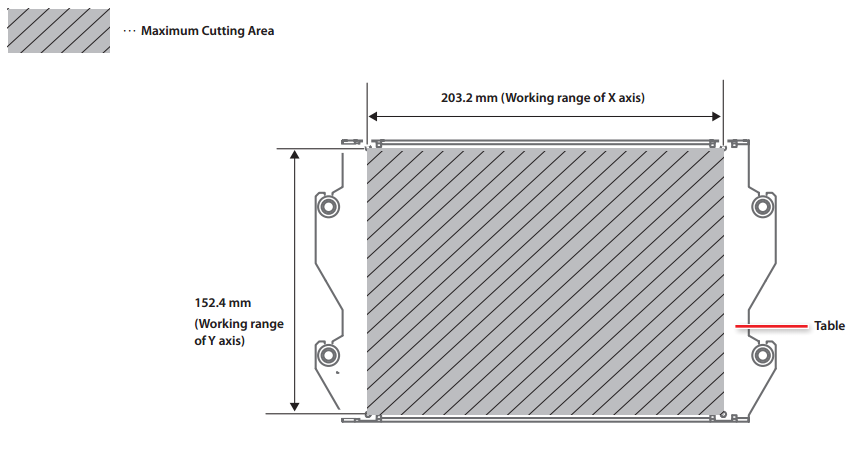 ··· Maximum Cutting Area
203.2 mm (Working range of X axis)
152.4 mm
(Working range
of Y axis)
Table